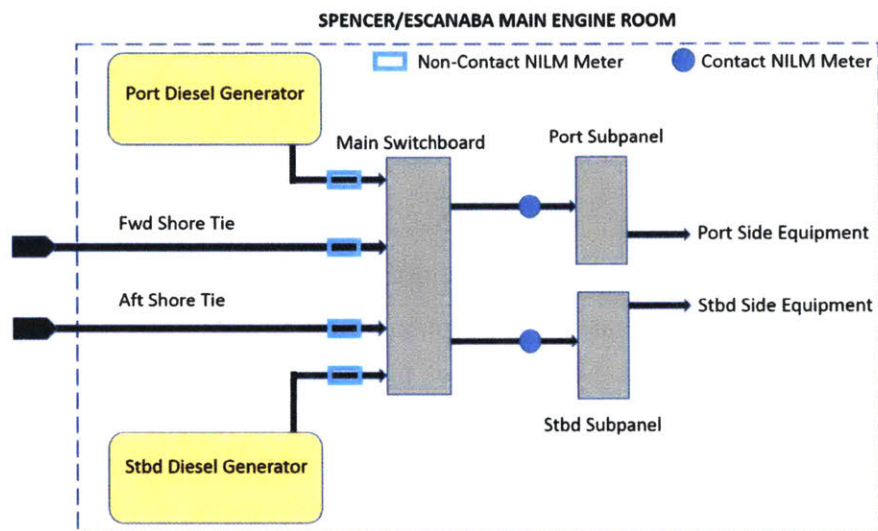 SPENCER/ESCANABA MAIN ENGINE ROOM
Non-Contact NILM Meter
Contact NILM Meter
Port Diesel Generator
Main Switchboard
Port Subpanel
Fwd Shore Tie
Port Side Equipment
Aft Shore Tie
Stbd Side Equipment
Stbd Subpanel
Stbd Diesel Generator